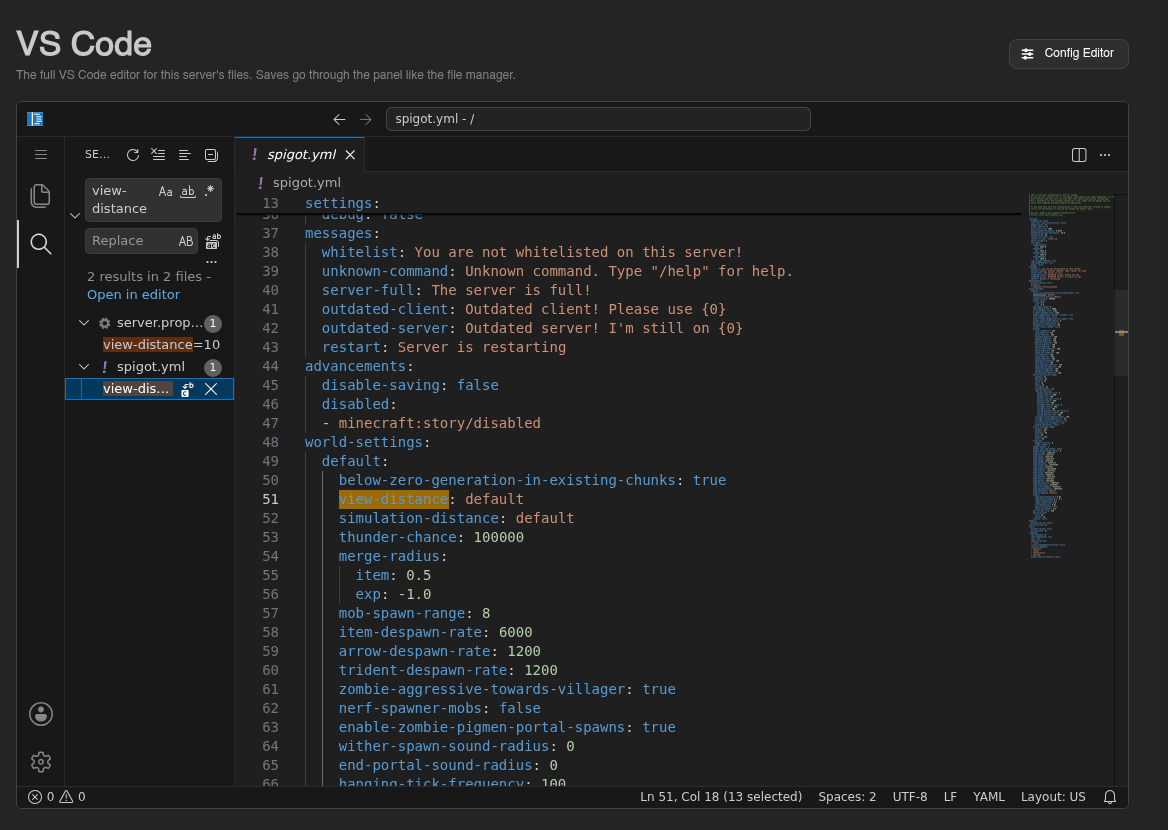 VS Code
The full VS Code editor for this server's files. Saves go through the panel like the file manager.
Config Editor
spigot.yml - /
SE...
view-
distance
Aa
ab
.*
Replace
AB
...
2 results in 2 files -
Open in editor
server.prop... 1
view-distance=10
! spigot.yml 1
view-dis...
! spigot.yml
...
! spigot.yml
13 settings:
36 debug: false
37 messages:
38 whitelist: You are not whitelisted on this server!
39 unknown-command: Unknown command. Type "/help" for help.
40 server-full: The server is full!
41 outdated-client: Outdated client! Please use {0}
42 outdated-server: Outdated server! I'm still on {0}
43 restart: Server is restarting
44 advancements:
45 disable-saving: false
46 disabled:
47 - minecraft:story/disabled
48 world-settings:
49 default:
50 below-zero-generation-in-existing-chunks: true
51 view-distance: default
52 simulation-distance: default
53 thunder-chance: 100000
54 merge-radius:
55 item: 0.5
56 exp: -1.0
57 mob-spawn-range: 8
58 item-despawn-rate: 6000
59 arrow-despawn-rate: 1200
60 trident-despawn-rate: 1200
61 zombie-aggressive-towards-villager: true
62 nerf-spawner-mobs: false
63 enable-zombie-pigmen-portal-spawns: true
64 wither-spawn-sound-radius: 0
65 end-portal-sound-radius: 0
66 hanging-tick-frequency: 100
0 0
Ln 51, Col 18 (13 selected)
Spaces: 2
UTF-8
LF
YAML
Layout: US